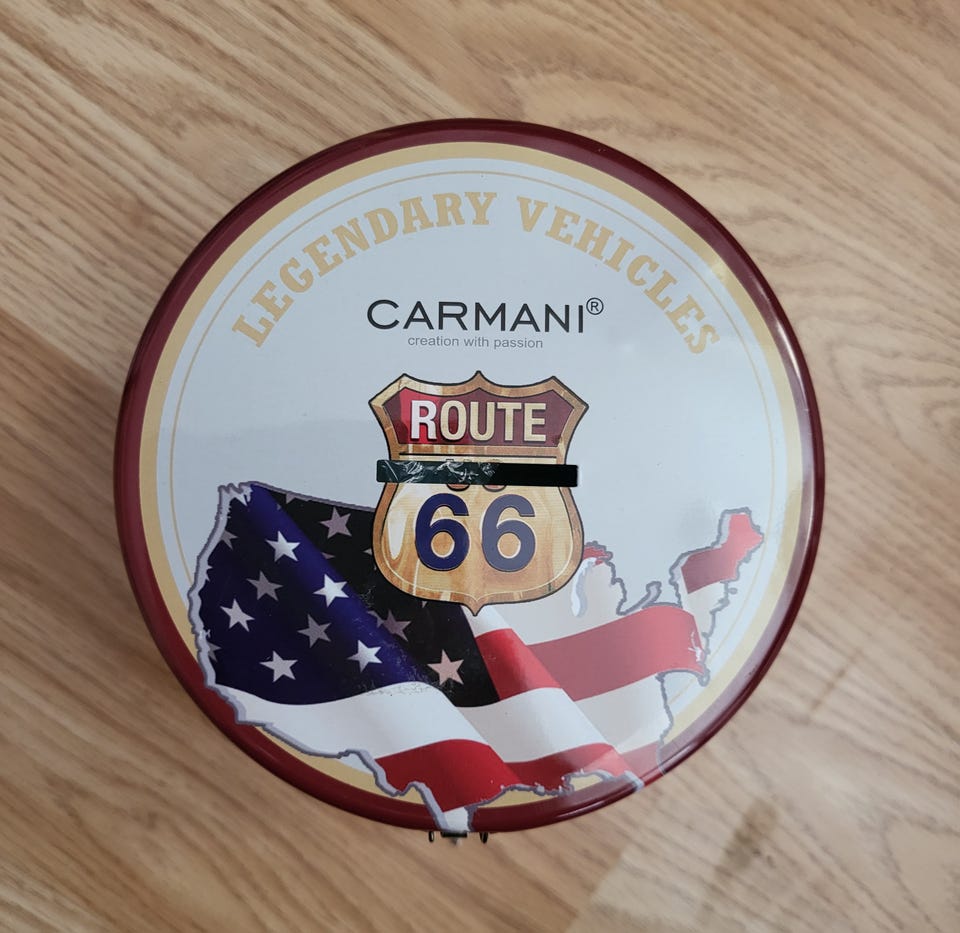 LEGENDARY VEHICLES
CARMANI®
creation with passion
ROUTE
66